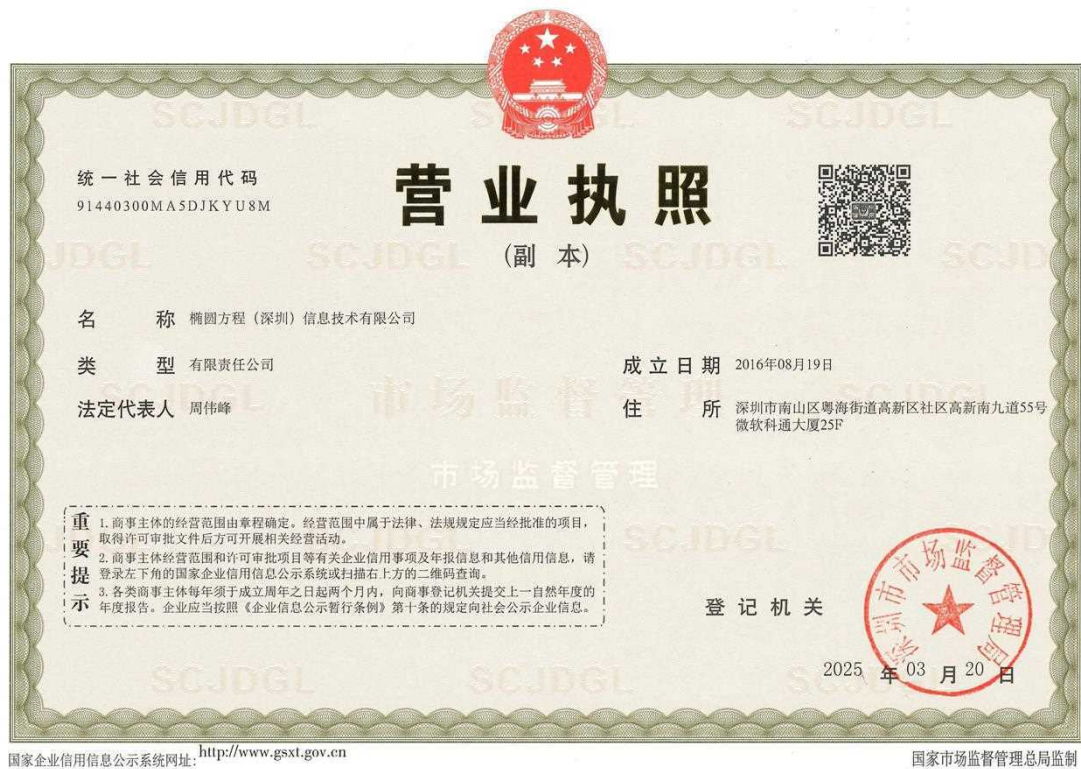 SCJDGL SCJDGL SCJDGL
统一社会信用代码
91440300MA5DJKYU8M
营业执照
(副 本)
SCJDGL SCJDGL SCJDGL SCJD
名 称 椭圆方程（深圳）信息技术有限公司
类 型 有限责任公司
成立日期 2016年08月19日
法定代表人 周伟峰
住 所 深圳市南山区粤海街道高新区社区高新南九道55号
微软科通大厦25F
市场监督管理
市场监督管理
重要提示
1.商事主体的经营范围由章程确定。经营范围中属于法律、法规规定应当经批准的项目，
取得许可审批文件后方可开展相关经营活动。
2.商事主体经营范围和许可审批项目等有关企业信用事项及年报信息和其他信用信息，请
登录左下角的国家企业信用信息公示系统或扫描右上方的二维码查询。
3.各类商事主体每年须于成立周年之日起两个月内，向商事登记机关提交上一自然年度的
年度报告。企业应当按照《企业信息公示暂行条例》第十条的规定向社会公示企业信息。
登记机关
深圳市市场监督管理局
2025 年 03 月 20 日
SCJDGL SCJDGL
国家企业信用信息公示系统网址: http://www.gsxt.gov.cn
国家市场监督管理总局监制